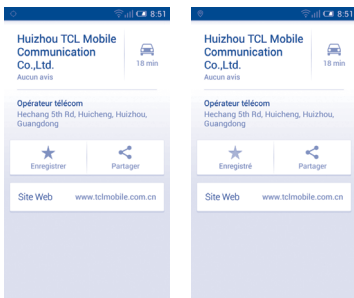 8:51
Huizhou TCL Mobile
Communication
Co.,Ltd.
Aucun avis
18 min
Opérateur télécom
Hechang 5th Rd, Huicheng, Huizhou,
Guangdong
Enregistrer
Partager
Site Web www.tclmobile.com.cn
8:51
Huizhou TCL Mobile
Communication
Co.,Ltd.
Aucun avis
18 min
Opérateur télécom
Hechang 5th Rd, Huicheng, Huizhou,
Guangdong
Enregistré
Partager
Site Web www.tclmobile.com.cn